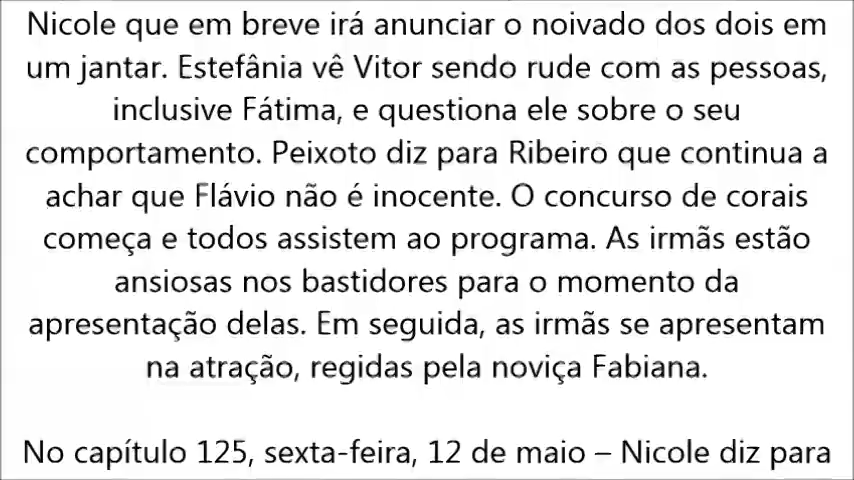 Nicole que em breve irá anunciar o noivado dos dois em
um jantar. Estefânia vê Vitor sendo rude com as pessoas,
inclusive Fátima, e questiona ele sobre o seu
comportamento. Peixoto diz para Ribeiro que continua a
achar que Flávio não é inocente. O concurso de corais
começa e todos assistem ao programa. As irmãs estão
ansiosas nos bastidores para o momento da
apresentação delas. Em seguida, as irmãs se apresentam
na atração, regidas pela noviça Fabiana.
No capítulo 125, sexta-feira, 12 de maio – Nicole diz para